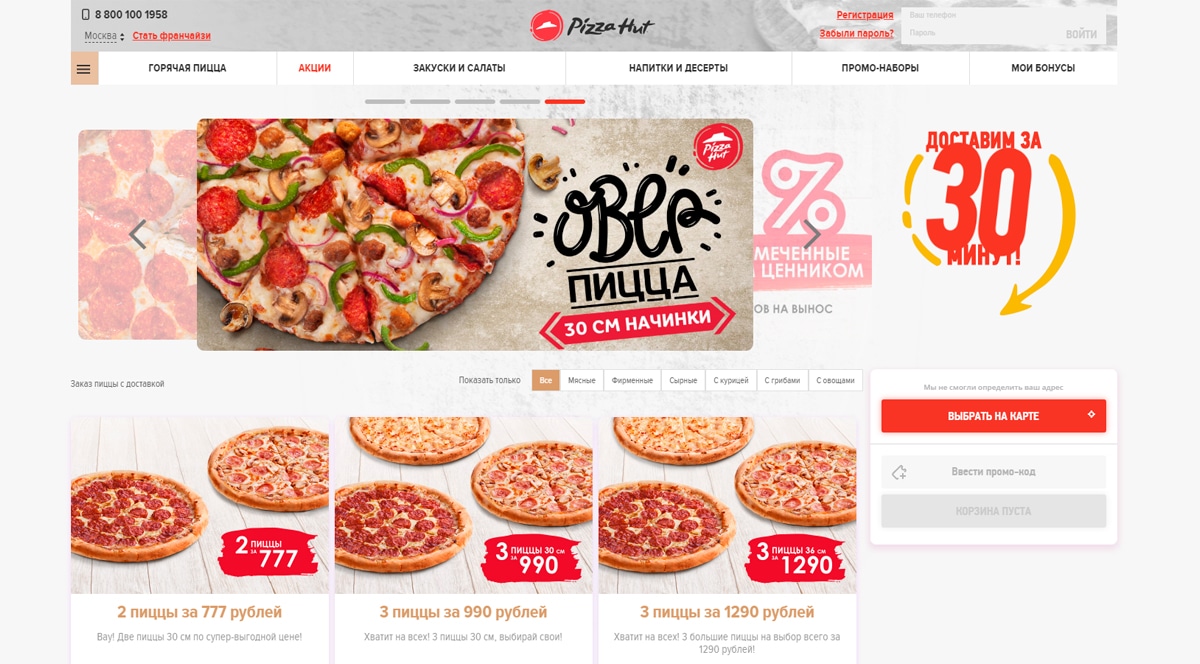 8 800 100 1958
Москва
Стать франчайзи
Pizza Hut
Регистрация
Забыли пароль?
Ваш телефон
Пароль
ВОЙТИ
ГОРЯЧАЯ ПИЦЦА
АКЦИИ
ЗАКУСКИ И САЛАТЫ
НАПИТКИ И ДЕСЕРТЫ
ПРОМО-НАБОРЫ
МОИ БОНУСЫ
Pizza Hut
ОВЕР
ПИЦЦА
30 СМ НАЧИНКИ
%
МЕЧЕННЫЕ
ЦЕННИКОМ
ОВ НА ВЫНОС
ДОСТАВИМ ЗА
30
МИНУТ!
Заказ пиццы с доставкой
Показать только
Все
Мясные
Фирменные
Сырные
С курицей
С грибами
С овощами
Мы не смогли определить ваш адрес
ВЫБРАТЬ НА КАРТЕ
Ввести промо-код
КОРЗИНА ПУСТА
2 ПИЦЦЫ
ЗА 777
3 ПИЦЦЫ 30 СМ
ЗА 990
3 ПИЦЦЫ 36 СМ
ЗА 1290
2 пиццы за 777 рублей
Вау! Две пиццы 30 см по супер-выгодной цене!
3 пиццы за 990 рублей
Хватит на всех! 3 пиццы 30 см, выбирай свои!
3 пиццы за 1290 рублей
Хватит на всех! 3 большие пиццы на выбор всего за
1290 рублей!